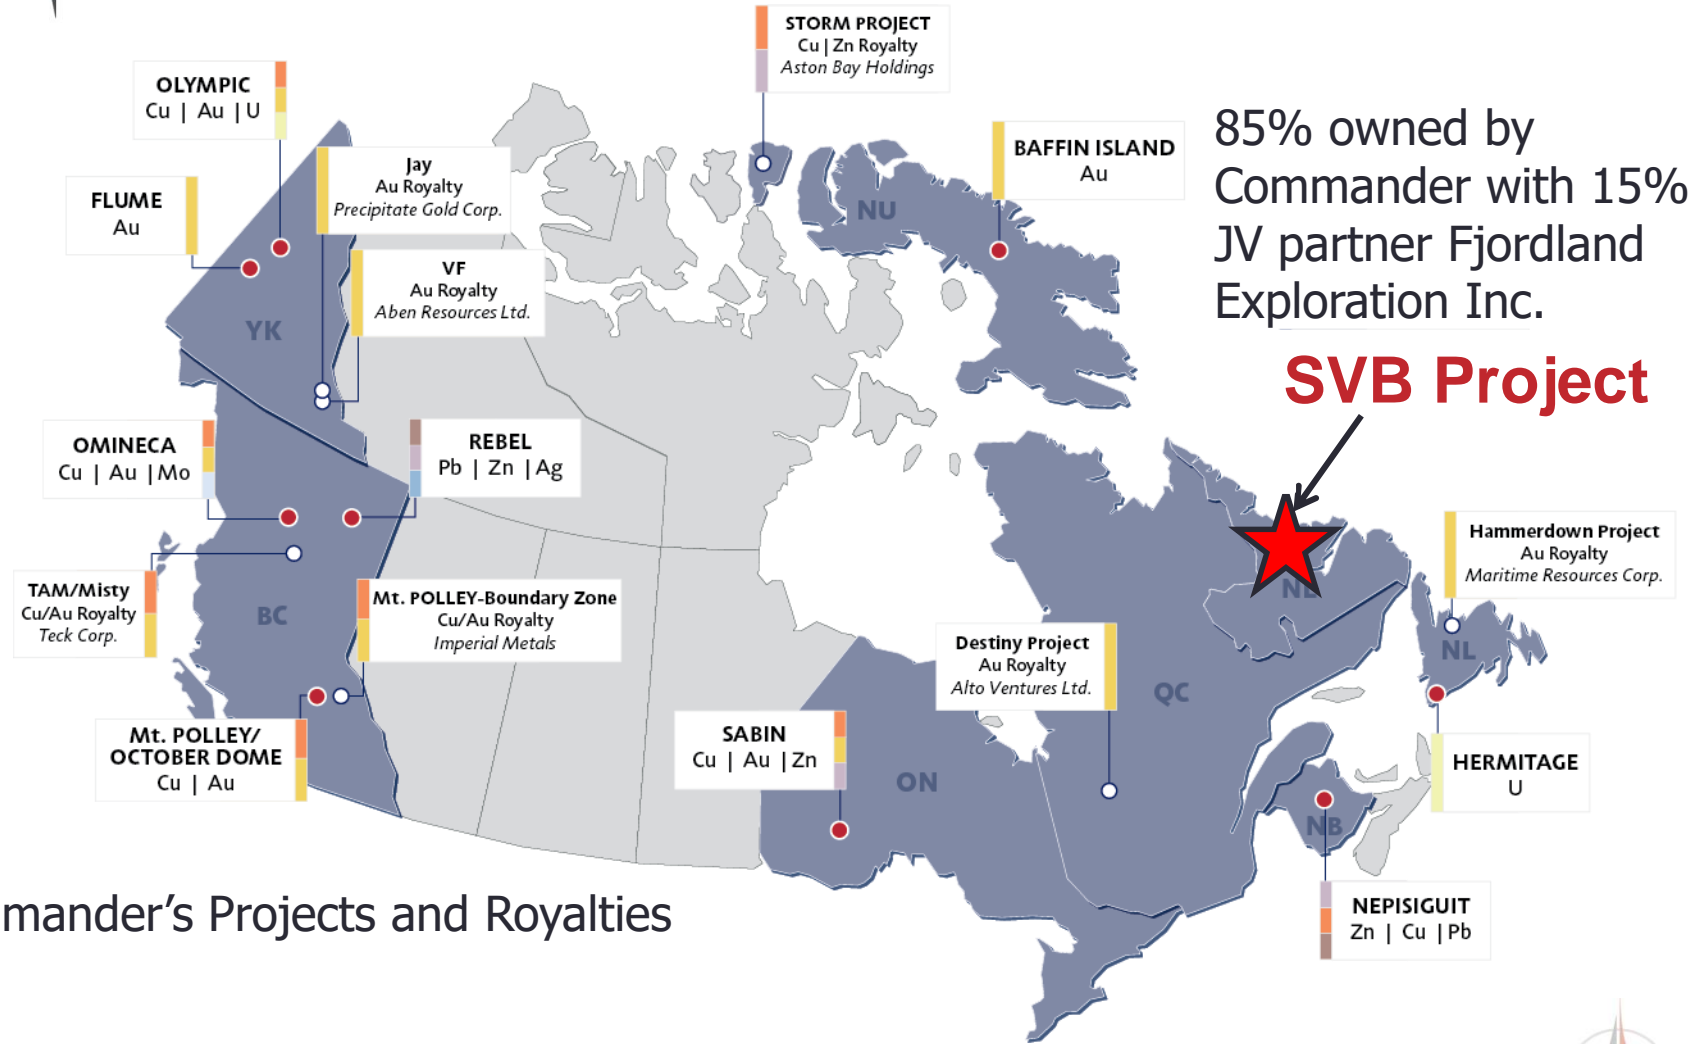 STORM PROJECT
Cu | Zn Royalty
Aston Bay Holdings
OLYMPIC
Cu | Au | U
85% owned by
Commander with 15%
JV partner Fjordland
Exploration Inc.
BAFFIN ISLAND
Au
Jay
Au Royalty
Precipitate Gold Corp.
FLUME
Au
NU
VF
Au Royalty
Aben Resources Ltd.
YK
SVB Project
OMINECA
Cu | Au | Mo
REBEL
Pb | Zn | Ag
Hammerdown Project
Au Royalty
Maritime Resources Corp.
TAM/Misty
Cu/Au Royalty
Teck Corp.
BC
Mt. POLLEY-Boundary Zone
Cu/Au Royalty
Imperial Metals
NL
Destiny Project
Au Royalty
Alto Ventures Ltd.
NL
QC
Mt. POLLEY/
OCTOBER DOME
Cu | Au
SABIN
Cu | Au | Zn
ON
HERMITAGE
U
NB
mander's Projects and Royalties
NEPISIGUIT
Zn | Cu | Pb